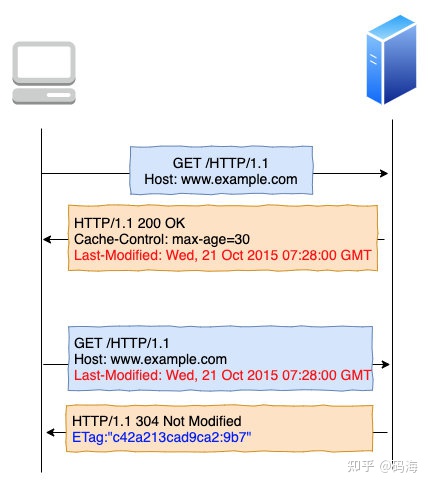 GET /HTTP/1.1
Host: www.example.com
HTTP/1.1 200 OK
Cache-Control: max-age=30
Last-Modified: Wed, 21 Oct 2015 07:28:00 GMT
GET /HTTP/1.1
Host: www.example.com
Last-Modified: Wed, 21 Oct 2015 07:28:00 GMT
HTTP/1.1 304 Not Modified
ETag:"c42a213cad9ca2:9b7"
知乎 @码海